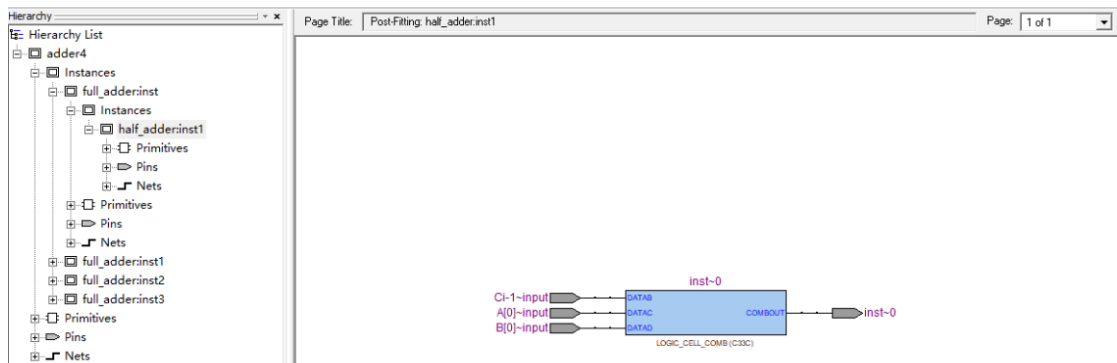 Hierarchy
Hierarchy List
adder4
Instances
full_adder:inst
Instances
half_adder:inst1
Primitives
Pins
Nets
Primitives
Pins
Nets
full_adder:inst1
full_adder:inst2
full_adder:inst3
Primitives
Pins
Nets
Page Title: Post-Fitting: half_adder:inst1 Page: 1 of 1
inst~0
Ci-1~input DATAB
A[0]~input DATAC COMBOUT inst~0
B[0]~input DATAD
LOGIC_CELL_COMB (C33C)